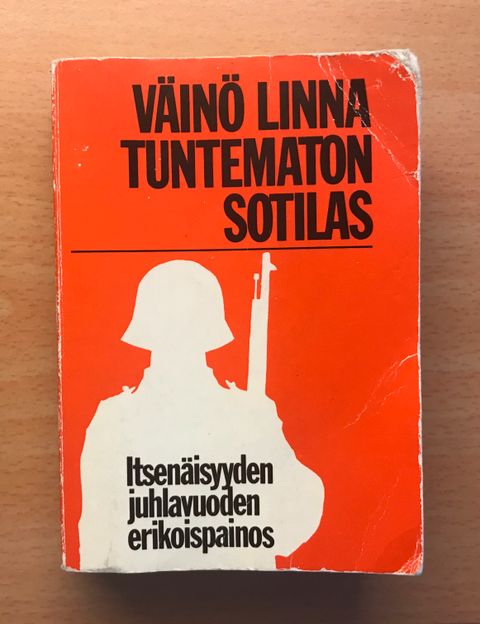 VÄINÖ LINNA
TUNTEMATON
SOTILAS
Itsenäisyyden
juhlavuoden
erikoispainos